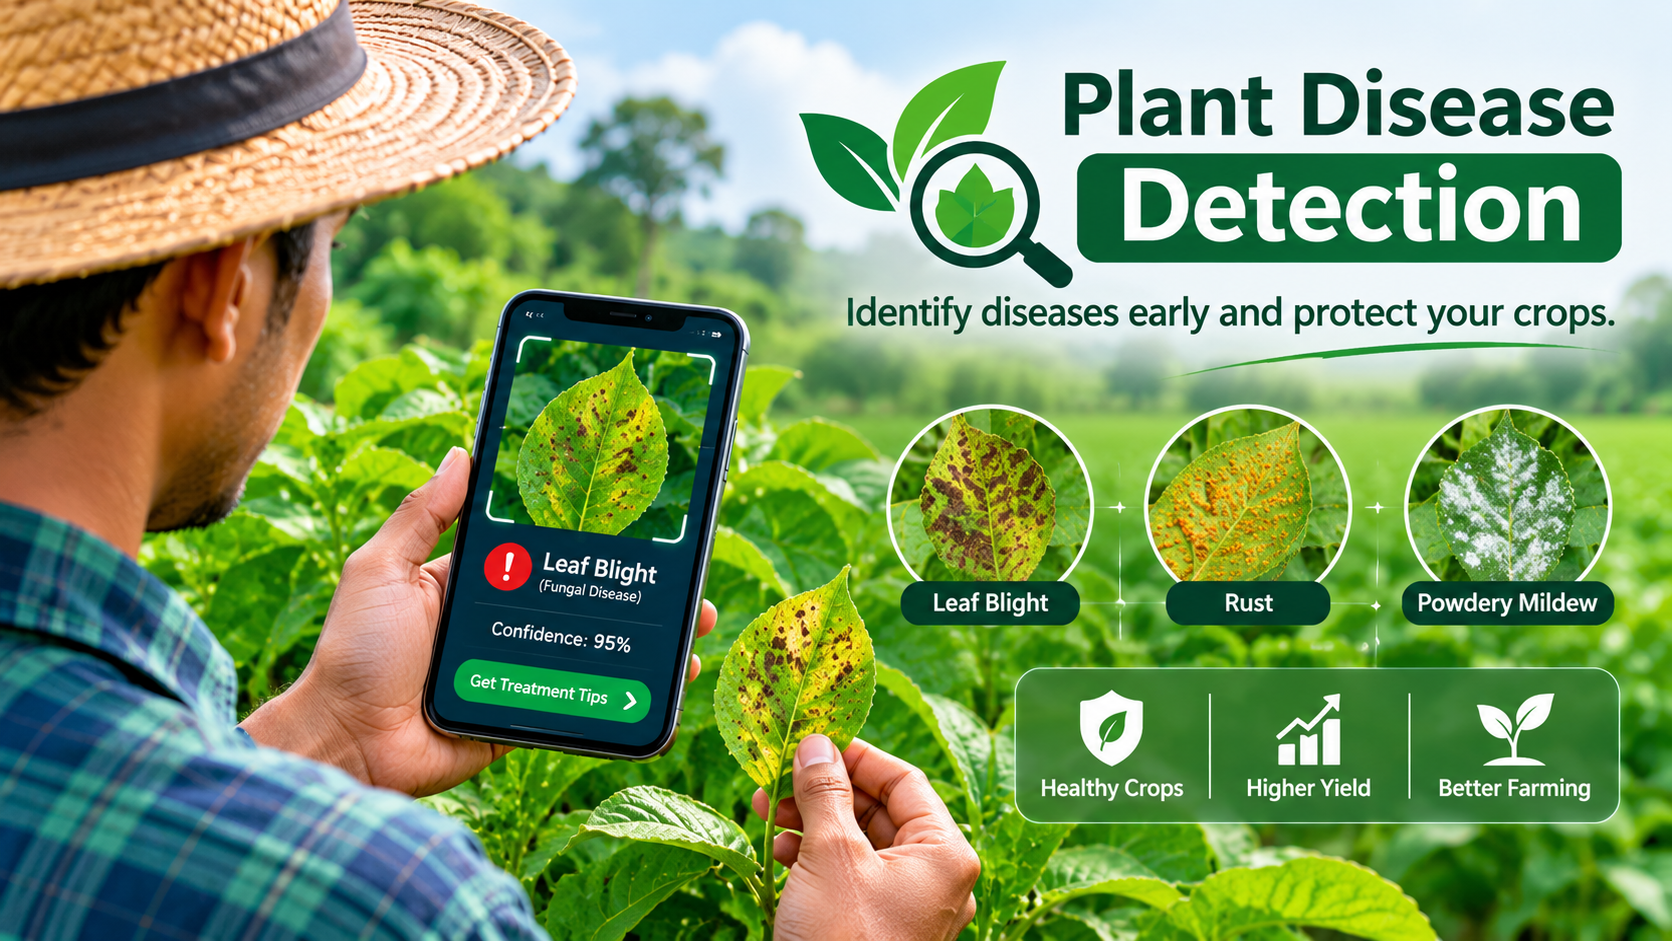 Plant Disease
Detection
Identify diseases early and protect your crops.
Leaf Blight
(Fungal Disease)
Confidence: 95%
Get Treatment Tips
Leaf Blight
Rust
Powdery Mildew
Healthy Crops
Higher Yield
Better Farming